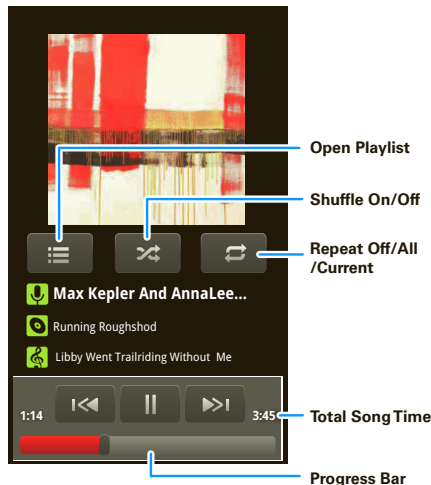 Open Playlist
Shuffle On/Off
Repeat Off/All
/Current
Max Kepler And AnnaLee...
Running Roughshod
Libby Went Trailriding Without Me
1:14
3:45
Total Song Time
Progress Bar